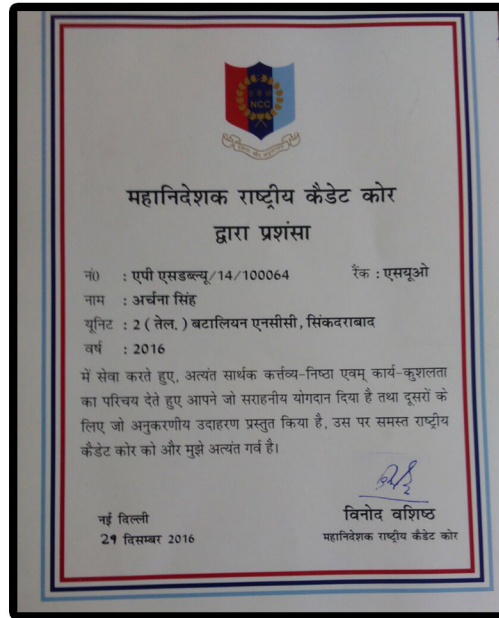 NCC
महानिदेशक राष्ट्रीय कैडेट कोर
द्वारा प्रशंसा
नं0 : एपी एसडब्ल्यू/14/100064 रैंक : एसयूओ
नाम : अर्चना सिंह
यूनिट : 2 ( तेल. ) बटालियन एनसीसी, सिंकदराबाद
वर्ष : 2016
में सेवा करते हुए, अत्यंत सार्थक कर्त्तव्य-निष्ठा एवम् कार्य-कुशलता
का परिचय देते हुए आपने जो सराहनीय योगदान दिया है तथा दूसरों के
लिए जो अनुकरणीय उदाहरण प्रस्तुत किया है, उस पर समस्त राष्ट्रीय
कैडेट कोर को और मुझे अत्यंत गर्व है।
नई दिल्ली
29 दिसम्बर 2016
विनोद वशिष्ठ
महानिदेशक राष्ट्रीय कैडेट कोर